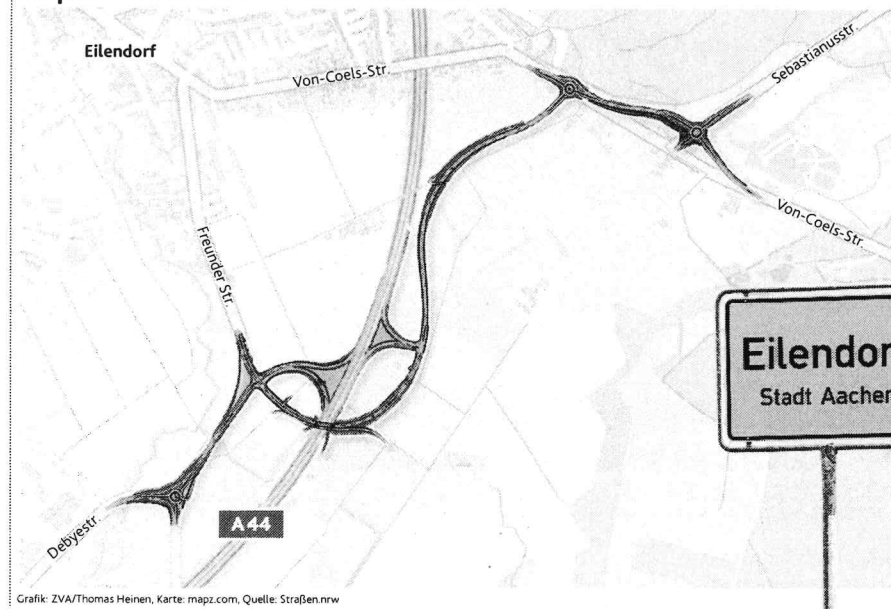 Eilendorf
Von-Coels-Str.
Sebastianusstr.
Von-Coels-Str.
Freunder Str.
Eilendor
Stadt Aachen
A 44
Debyestr.
Grafik: ZVA/Thomas Heinen, Karte: mapz.com, Quelle: Straßen.nrw